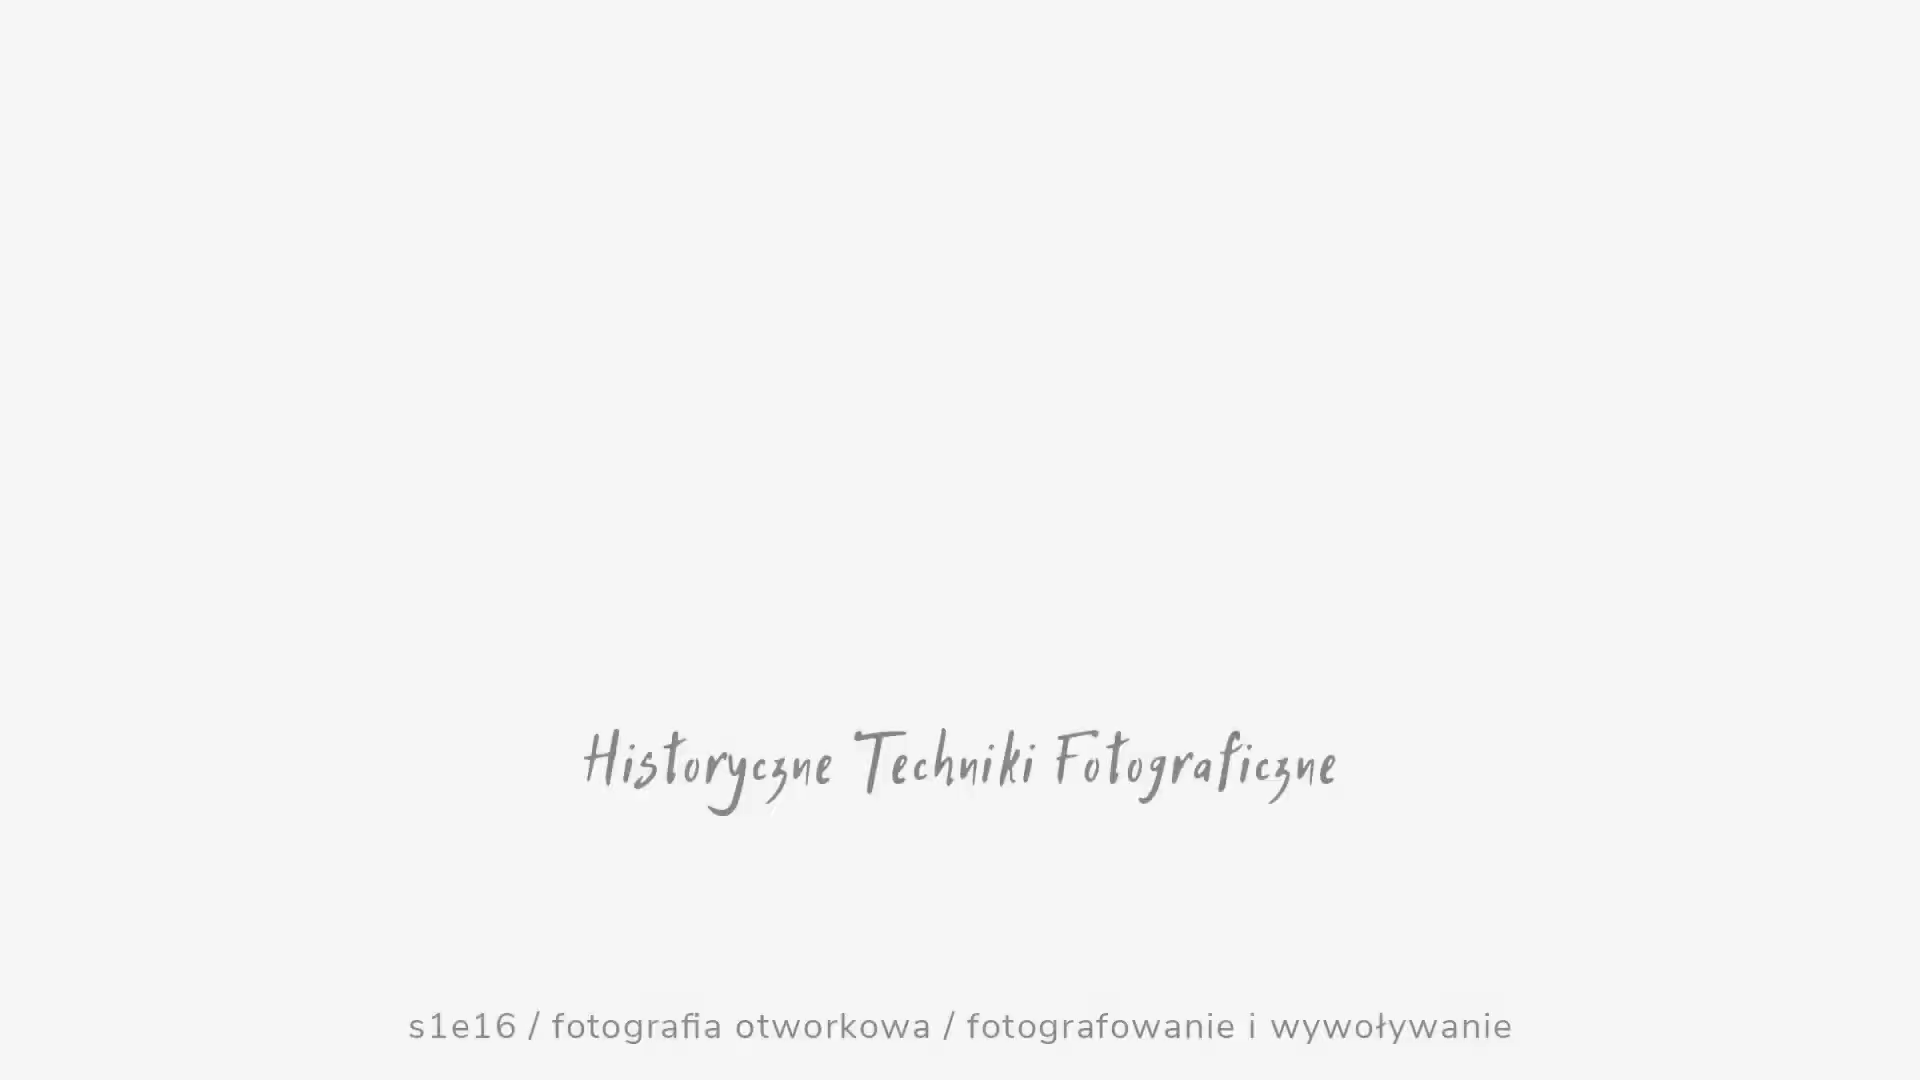 Historyczne Techniki Fotograficzne
s1e16 / fotografia otworkowa / fotografowanie i wywoływanie